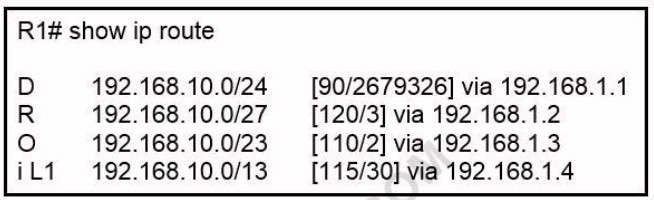 R1# show ip route
D 192.168.10.0/24 [90/2679326] via 192.168.1.1
R 192.168.10.0/27 [120/3] via 192.168.1.2
O 192.168.10.0/23 [110/2] via 192.168.1.3
i L1 192.168.10.0/13 [115/30] via 192.168.1.4